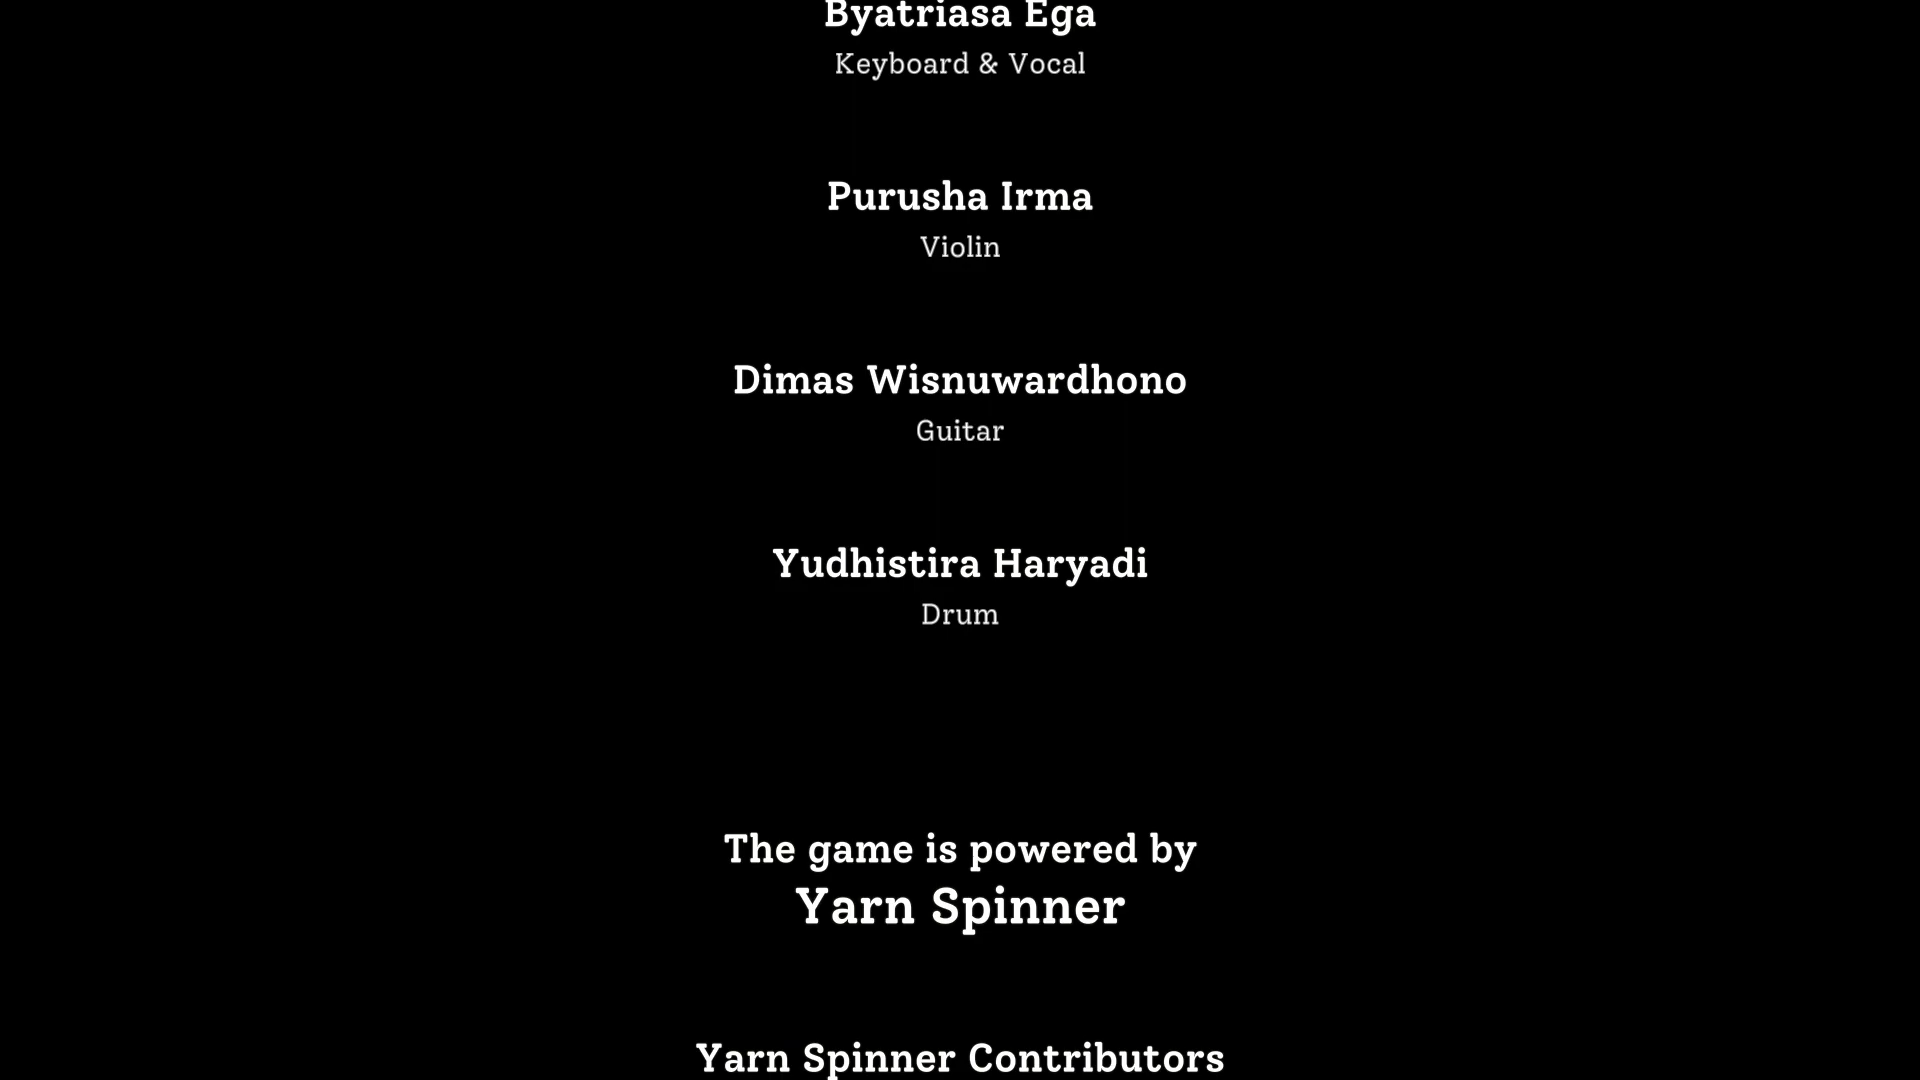 Byatriasa Ega
Keyboard & Vocal
Purusha Irma
Violin
Dimas Wisnuwardhono
Guitar
Yudhistira Haryadi
Drum
The game is powered by
Yarn Spinner
Yarn Spinner Contributors